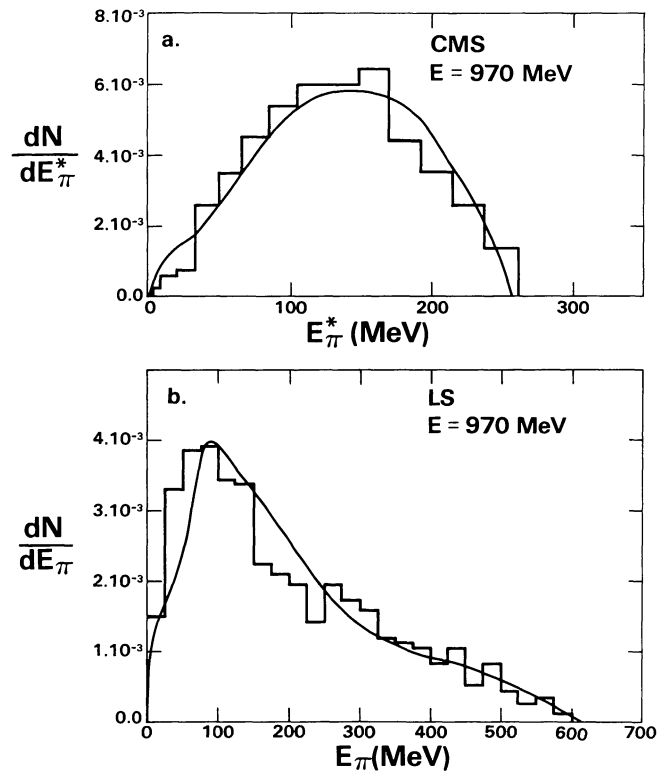 8.10⁻³
a.
CMS
E = 970 MeV
6.10⁻³
dN
dE*π
4.10⁻³
2.10⁻³
0.0
0
100
200
300
E*π (MeV)
b.
LS
E = 970 MeV
4.10⁻³
3.10⁻³
dN
dEπ
2.10⁻³
1.10⁻³
0.0
0
100
200
300
400
500
600
700
Eπ(MeV)